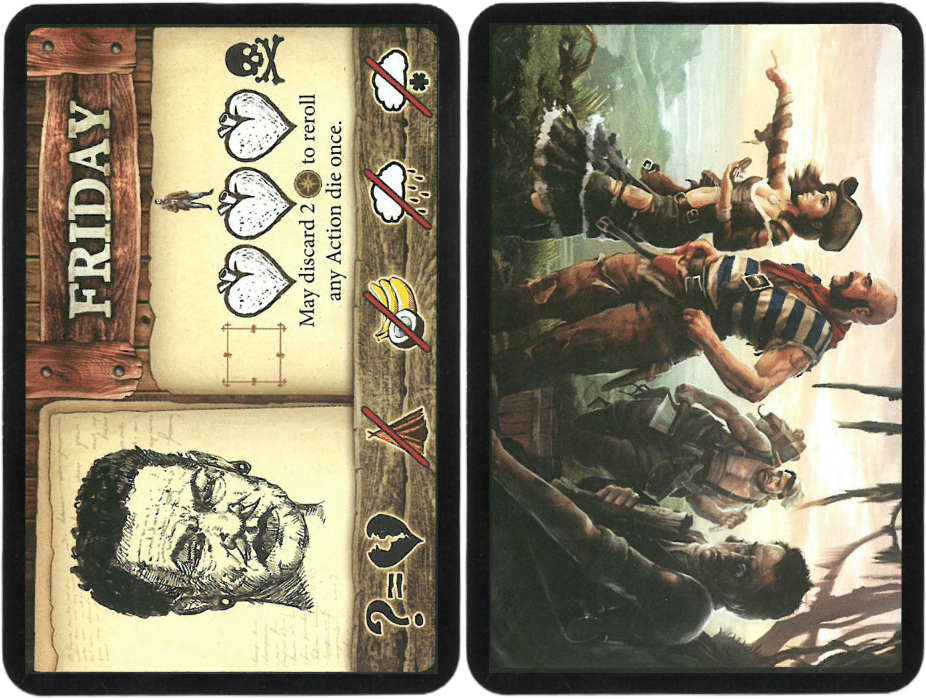 FRIDAY
May discard 2 to reroll
any Action die once.
?=